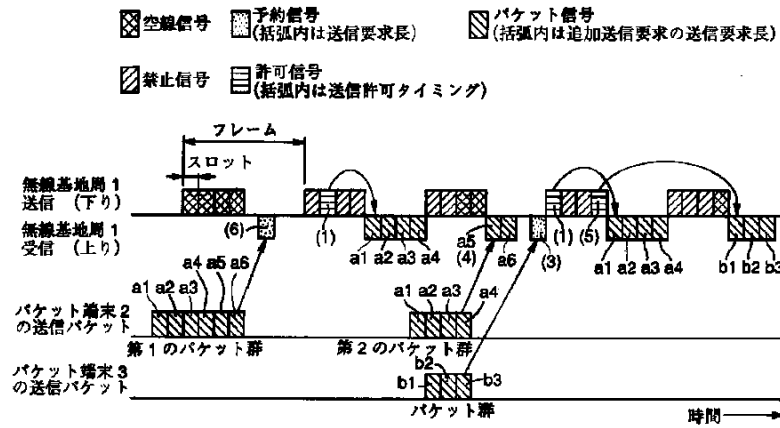 空線信号
予約信号
(括弧内は送信要求長)
パケット信号
(括弧内は追加送信要求の送信要求長)
禁止信号
許可信号
(括弧内は送信許可タイミング)
フレーム
スロット
無線基地局1
送信 (下り)
無線基地局1
受信 (上り)
(6)
(1)
a1 a2 a3 a4
a5
(4)
a6
(3)
(1)
(5)
a1 a2 a3 a4
b1 b2 b3
パケット端末2
の送信パケット
a1 a2 a3 a4 a5 a6
第1のパケット群
a1 a2 a3 a4
第2のパケット群
パケット端末3
の送信パケット
b1 b2 b3
パケット群
時間